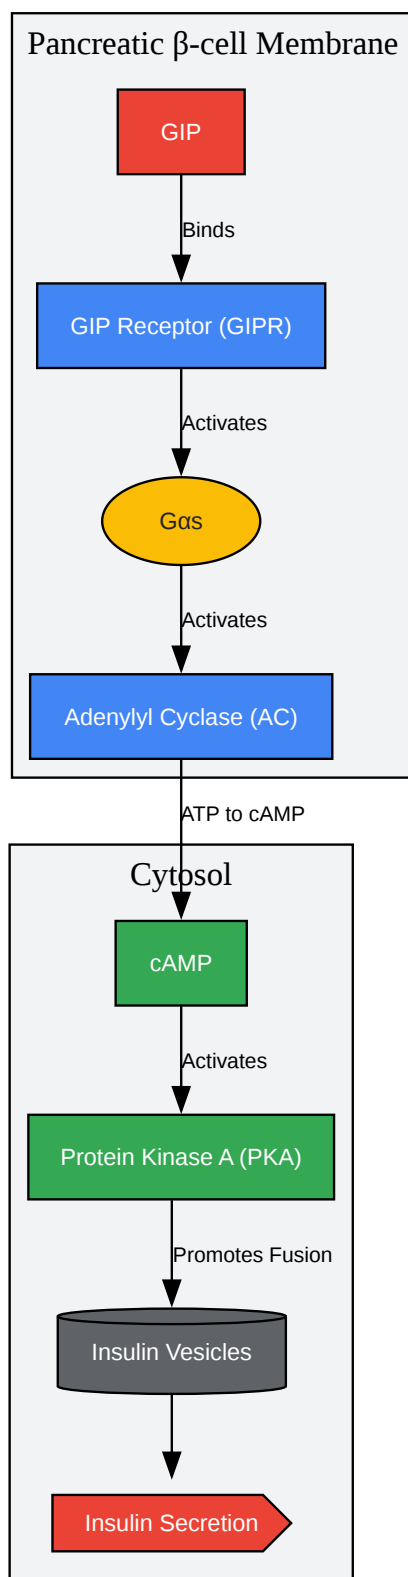 Pancreatic β-cell Membrane
GIP
Binds
GIP Receptor (GIPR)
Activates
Gαs
Activates
Adenylyl Cyclase (AC)
ATP to cAMP
Cytosol
cAMP
Activates
Protein Kinase A (PKA)
Promotes Fusion
Insulin Vesicles
Insulin Secretion